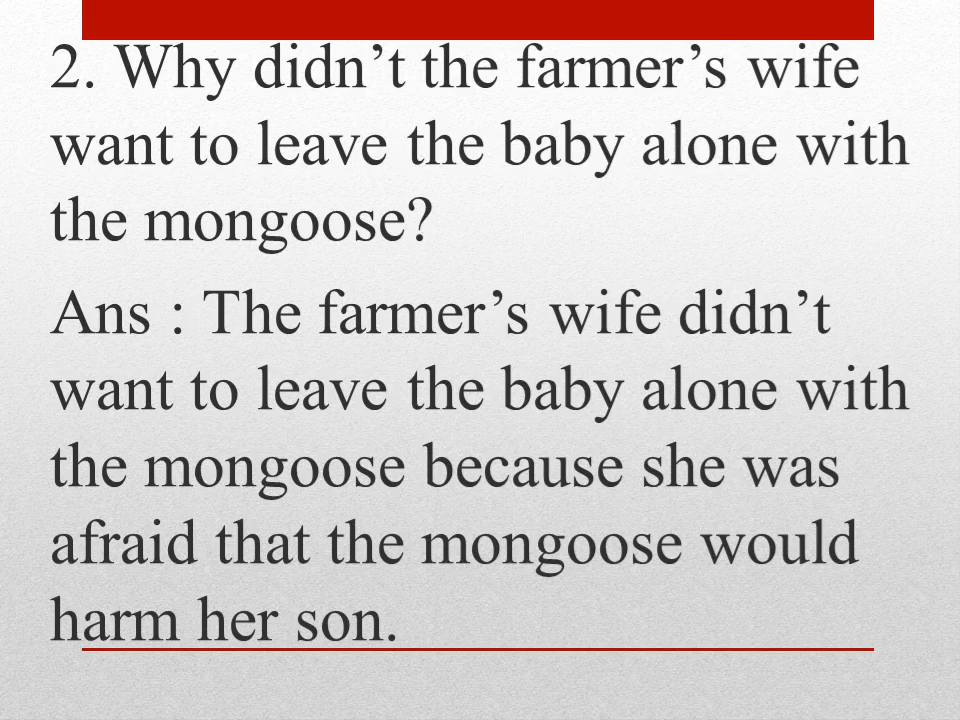 2. Why didn’t the farmer’s wife
want to leave the baby alone with
the mongoose?
Ans : The farmer’s wife didn’t
want to leave the baby alone with
the mongoose because she was
afraid that the mongoose would
harm her son.